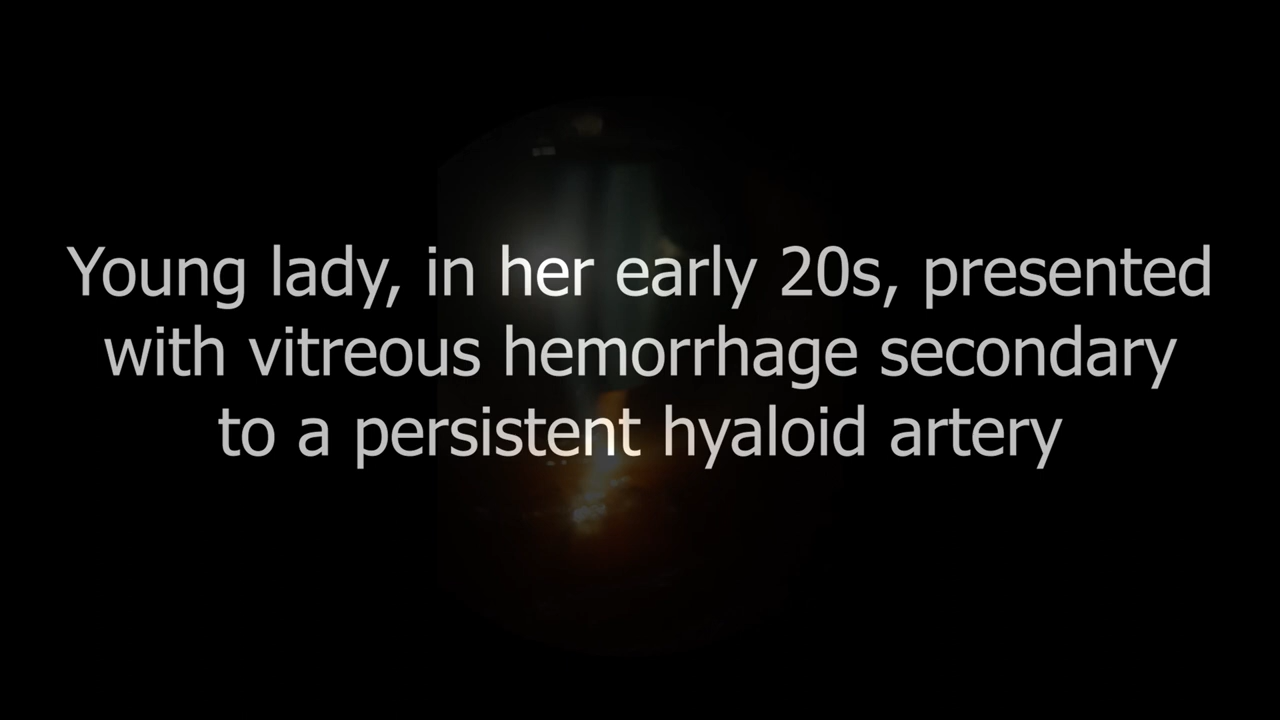 Young lady, in her early 20s, presented
with vitreous hemorrhage secondary
to a persistent hyaloid artery